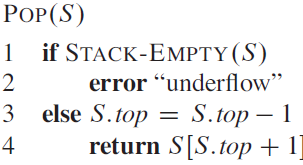 POP(S)
1 if STACK-EMPTY(S)
2 error “underflow”
3 else S.top = S.top − 1
4 return S[S.top + 1]